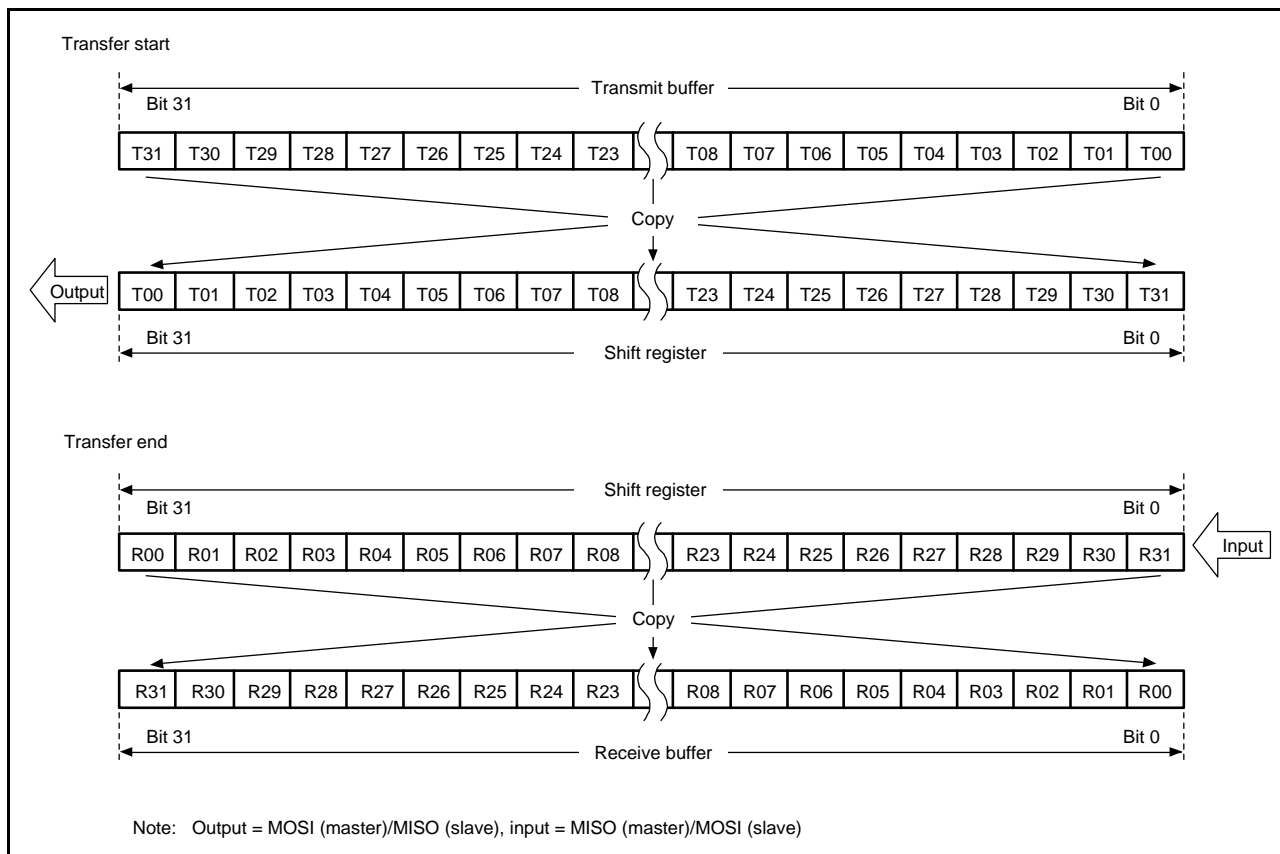 Transfer start
Transmit buffer
Bit 31 Bit 0
T31 T30 T29 T28 T27 T26 T25 T24 T23 T08 T07 T06 T05 T04 T03 T02 T01 T00
Copy
Output T00 T01 T02 T03 T04 T05 T06 T07 T08 T23 T24 T25 T26 T27 T28 T29 T30 T31
Bit 31 Bit 0
Shift register
Transfer end
Shift register
Bit 31 Bit 0
R00 R01 R02 R03 R04 R05 R06 R07 R08 R23 R24 R25 R26 R27 R28 R29 R30 R31 Input
Copy
R31 R30 R29 R28 R27 R26 R25 R24 R23 R08 R07 R06 R05 R04 R03 R02 R01 R00
Bit 31 Bit 0
Receive buffer
Note: Output = MOSI (master)/MISO (slave), input = MISO (master)/MOSI (slave)